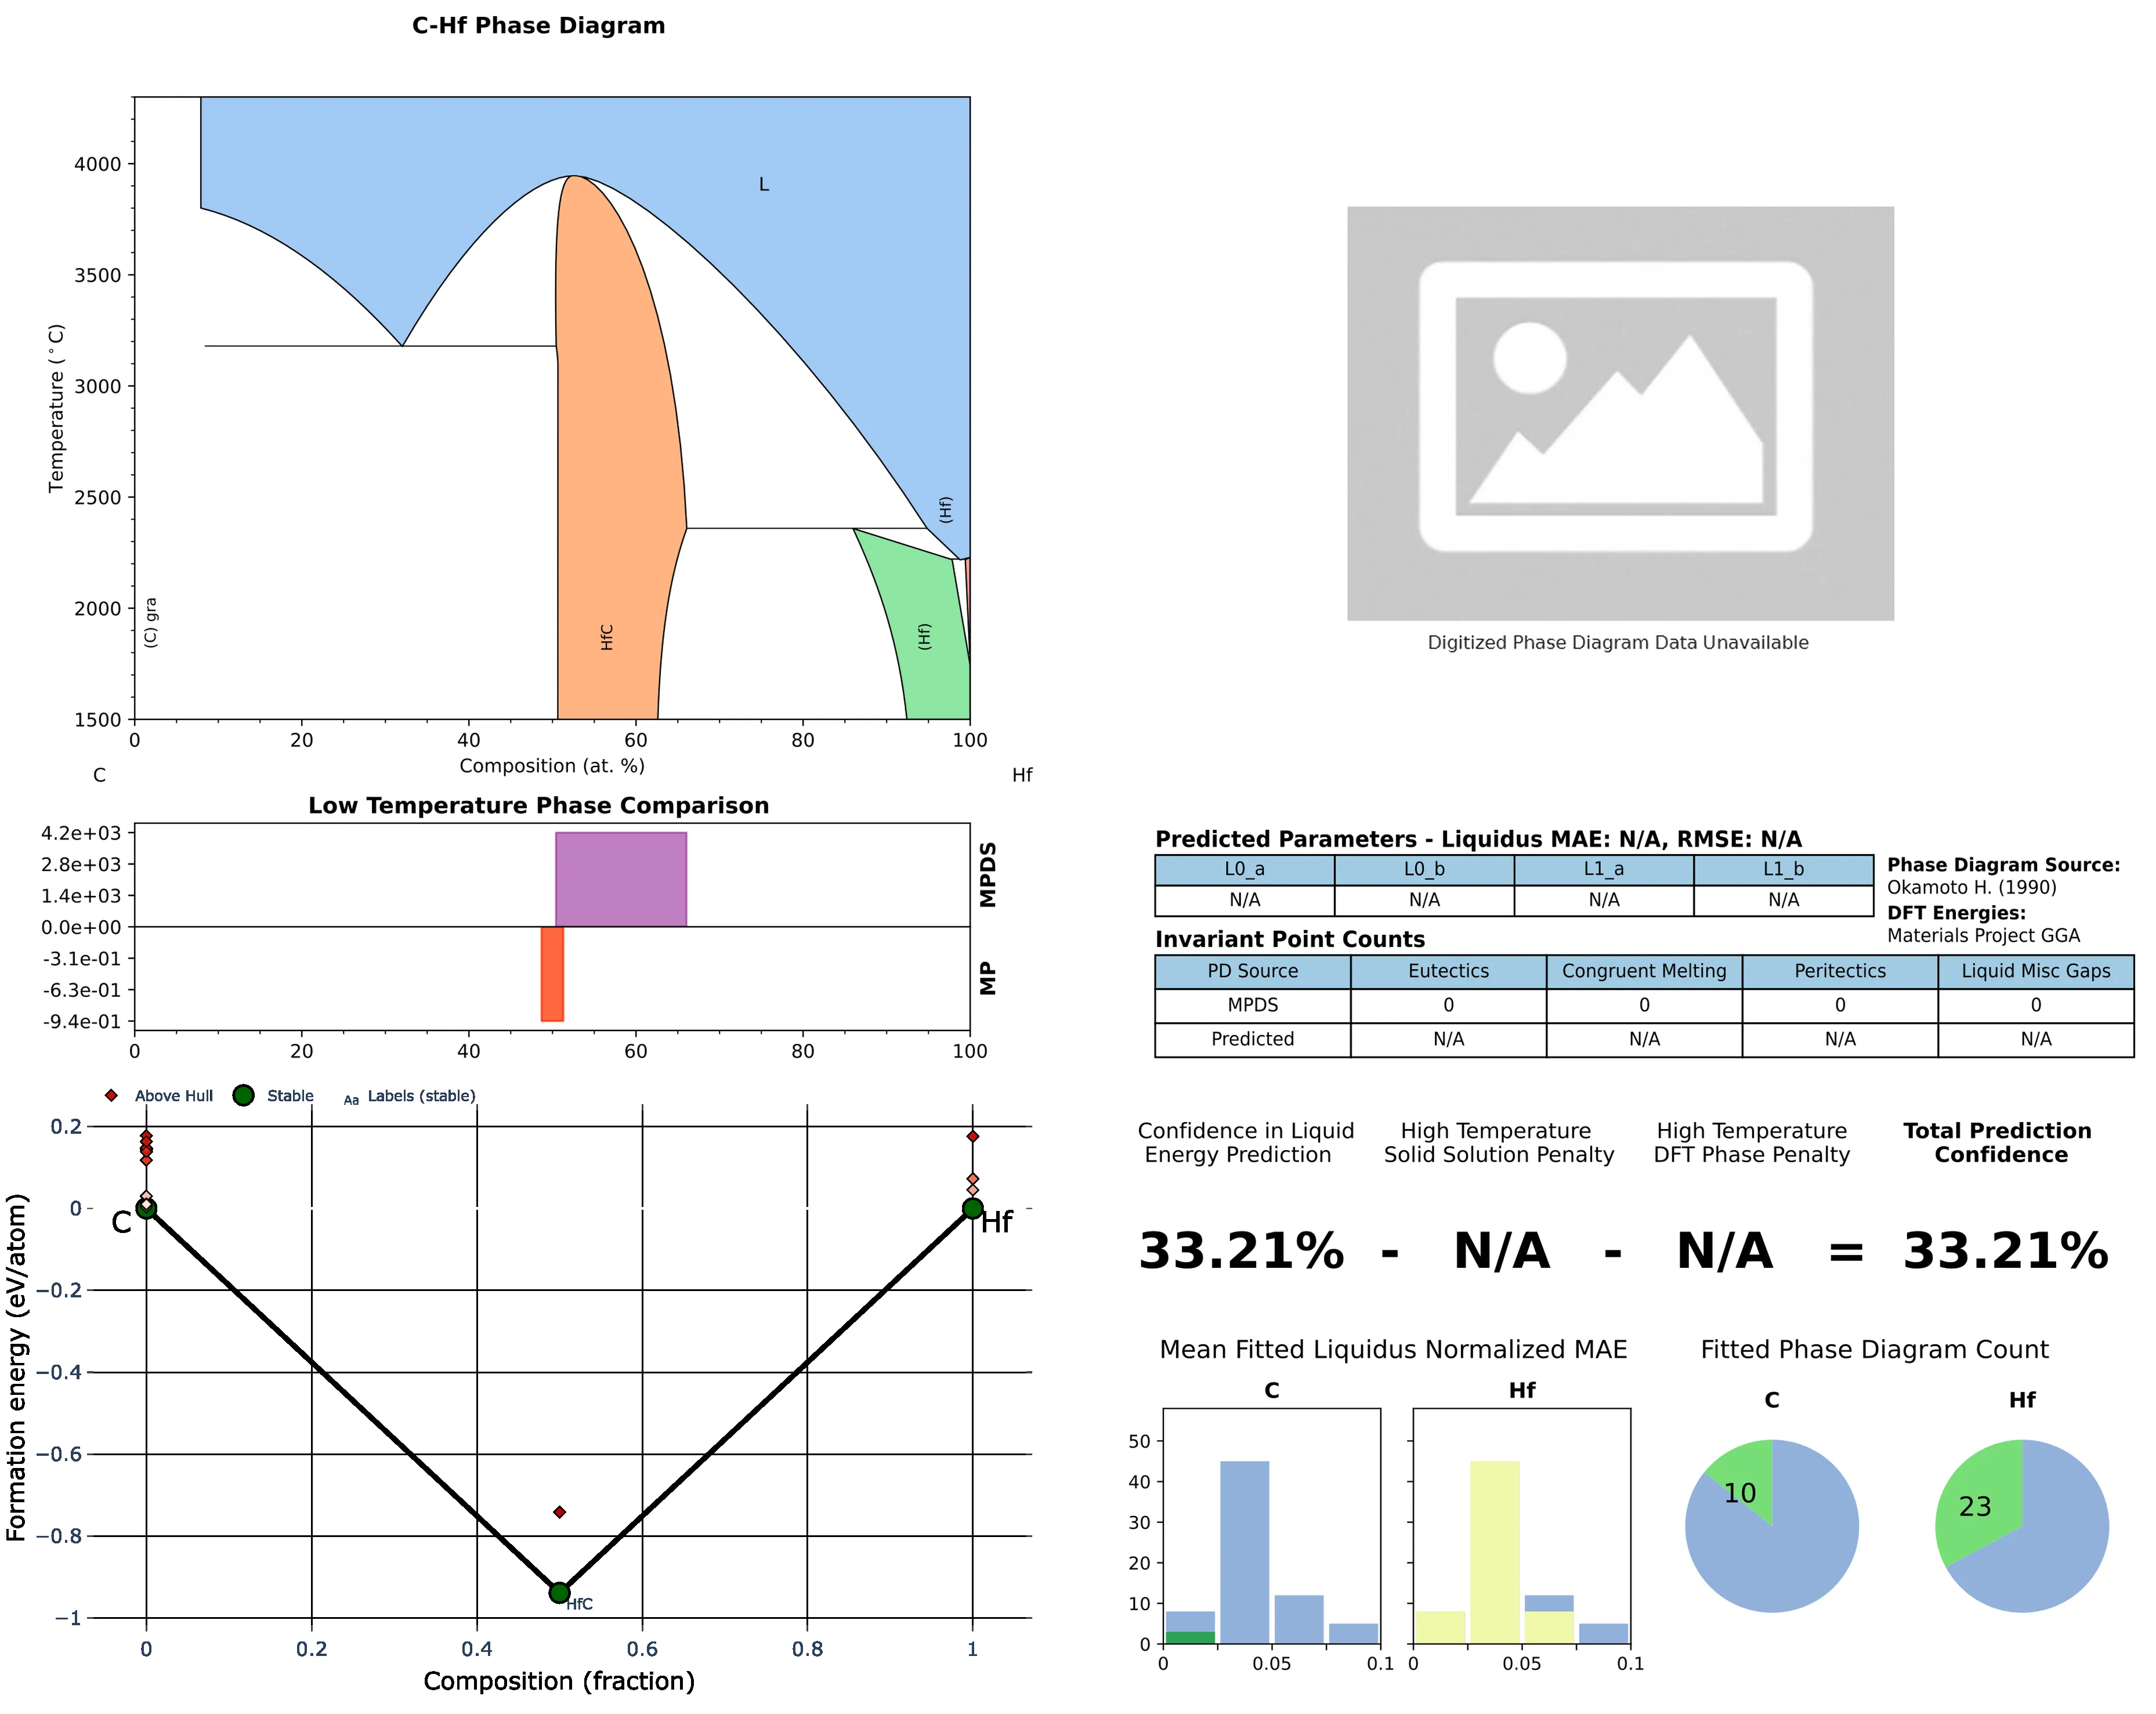 C-Hf Phase Diagram
4000
3500
3000
2500
2000
1500
Temperature (°C)
L
(Hf)
(C) gra
HfC
(Hf)
0 20 40 60 80 100
Composition (at. %)
C Hf
Digitized Phase Diagram Data Unavailable
Low Temperature Phase Comparison
4.2e+03
2.8e+03
1.4e+03
0.0e+00
-3.1e-01
-6.3e-01
-9.4e-01
MPDS
MP
0 20 40 60 80 100
Predicted Parameters - Liquidus MAE: N/A, RMSE: N/A
L0_a L0_b L1_a L1_b
N/A N/A N/A N/A
Phase Diagram Source:
Okamoto H. (1990)
DFT Energies:
Materials Project GGA
Invariant Point Counts
PD Source Eutectics Congruent Melting Peritectics Liquid Misc Gaps
MPDS 0 0 0 0
Predicted N/A N/A N/A N/A
Above Hull Stable Aa Labels (stable)
0.2
0
−0.2
−0.4
−0.6
−0.8
−1
Formation energy (eV/atom)
C
Hf
HfC
0 0.2 0.4 0.6 0.8 1
Composition (fraction)
Confidence in Liquid
Energy Prediction
High Temperature
Solid Solution Penalty
High Temperature
DFT Phase Penalty
Total Prediction
Confidence
33.21% - N/A - N/A = 33.21%
Mean Fitted Liquidus Normalized MAE
C
Hf
50
40
30
20
10
0
0 0.05 0.1
0 0.05 0.1
Fitted Phase Diagram Count
C
10
Hf
23